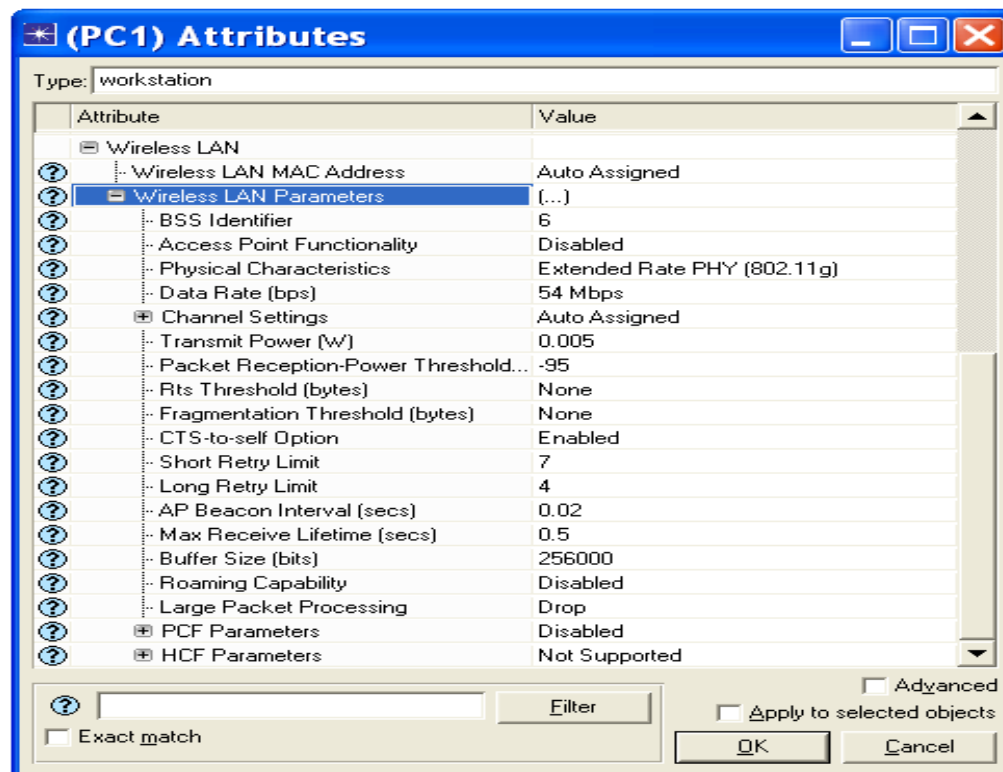 (PC1) Attributes
Type: workstation
Attribute Value
Wireless LAN
Wireless LAN MAC Address Auto Assigned
Wireless LAN Parameters (...)
BSS Identifier 6
Access Point Functionality Disabled
Physical Characteristics Extended Rate PHY (802.11g)
Data Rate (bps) 54 Mbps
Channel Settings Auto Assigned
Transmit Power (W) 0.005
Packet Reception-Power Threshold... -95
Rts Threshold (bytes) None
Fragmentation Threshold (bytes) None
CTS-to-self Option Enabled
Short Retry Limit 7
Long Retry Limit 4
AP Beacon Interval (secs) 0.02
Max Receive Lifetime (secs) 0.5
Buffer Size (bits) 256000
Roaming Capability Disabled
Large Packet Processing Drop
PCF Parameters Disabled
HCF Parameters Not Supported
Advanced
Filter
Apply to selected objects
Exact match
OK Cancel